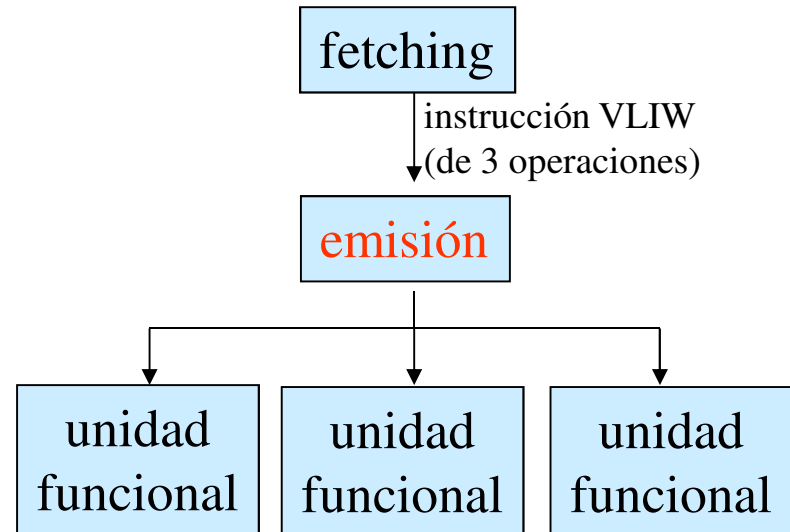 fetching
instrucción VLIW
(de 3 operaciones)
emisión
unidad
funcional
unidad
funcional
unidad
funcional